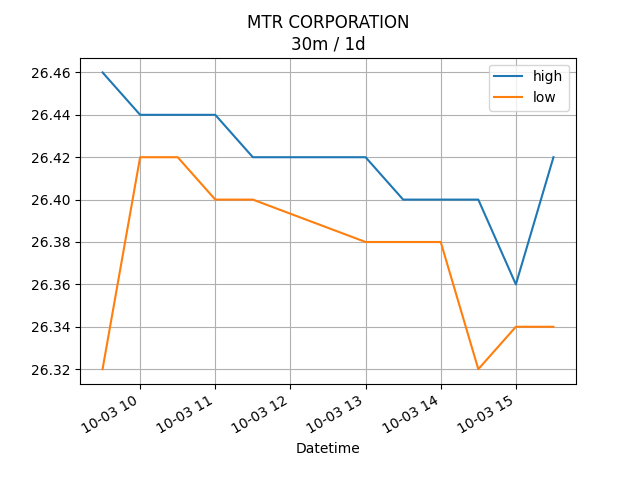 MTR CORPORATION
30m / 1d
high
low
26.46
26.44
26.42
26.40
26.38
26.36
26.34
26.32
10-03 10
10-03 11
10-03 12
10-03 13
10-03 14
10-03 15
Datetime